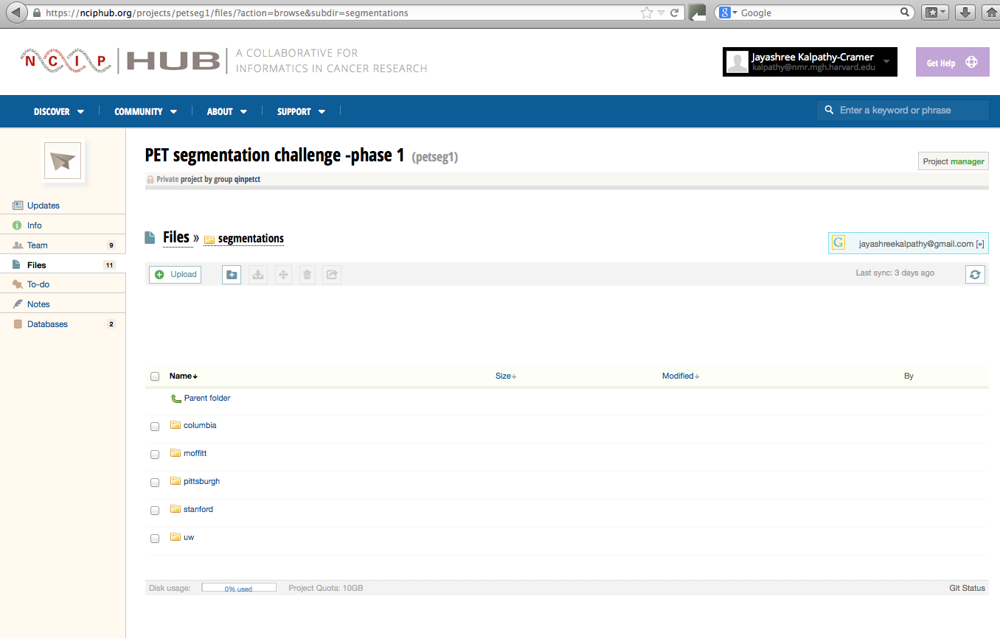 https://nciphub.org/projects/petseg1/files/?action=browse&subdir=segmentations
Google
NCIP HUB
A COLLABORATIVE FOR
INFORMATICS IN CANCER RESEARCH
Jayashree Kalpathy-Cramer
kalpathy@nmr.mgh.harvard.edu
Get Help
DISCOVER COMMUNITY ABOUT SUPPORT
Enter a keyword or phrase
PET segmentation challenge -phase 1 (petseg1)
Project manager
Private project by group qinpetct
Updates
Info
Team 9
Files 11
To-do
Notes
Databases 2
Files » segmentations
G jayashreekalpathy@gmail.com [»]
Upload
Last sync: 3 days ago
Name Size Modified By
Parent folder
columbia
moffitt
pittsburgh
stanford
uw
Disk usage: 0% used Project Quota: 10GB Git Status